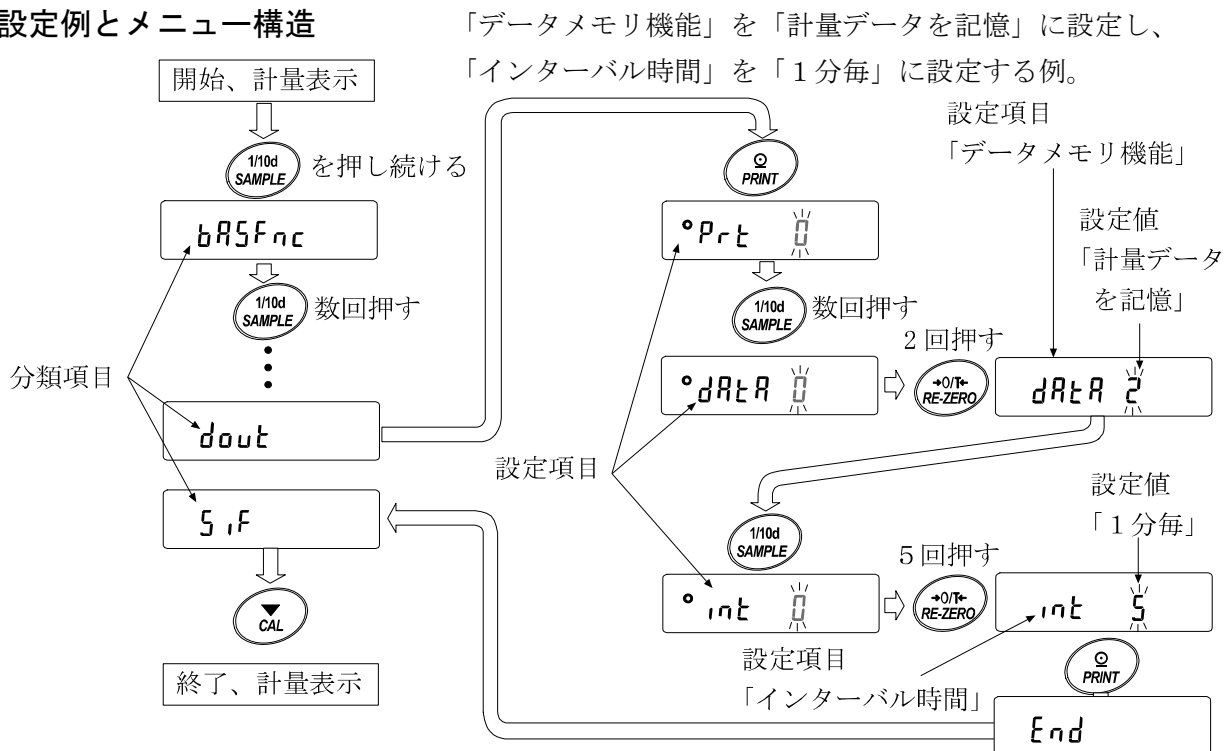 設定例とメニュー構造
「データメモリ機能」を「計量データを記憶」に設定し、
「インターバル時間」を「１分毎」に設定する例。
開始、計量表示
1/10d
SAMPLE
を押し続ける
bASFnc
1/10d
SAMPLE
数回押す
分類項目
dout
S iF
CAL
終了、計量表示
PRINT
Prt 0
1/10d
SAMPLE
数回押す
dAtA 0
２回押す
→0/T←
RE-ZERO
設定項目
「データメモリ機能」
設定値
「計量データ
を記憶」
dAtA 2
設定項目
1/10d
SAMPLE
int 0
５回押す
→0/T←
RE-ZERO
設定値
「１分毎」
int 5
設定項目
「インターバル時間」
PRINT
End